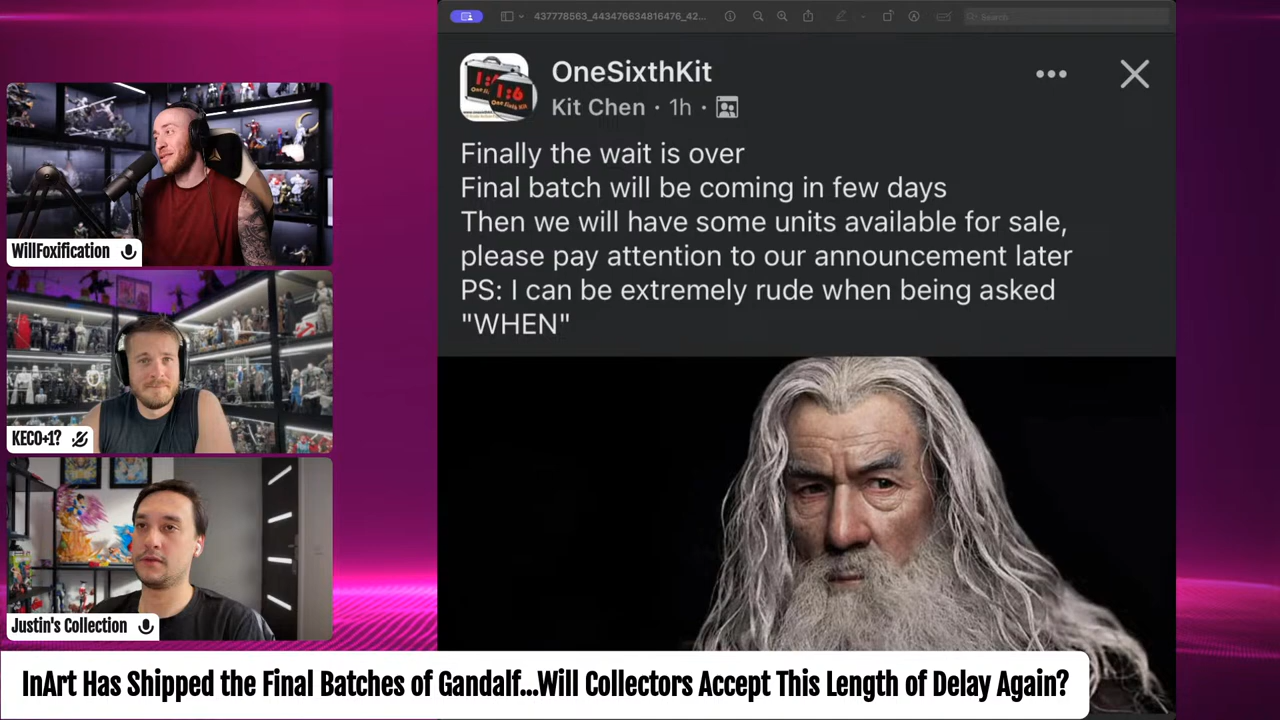 437778563_443476634816476_42...
Search
OneSixthKit
Kit Chen · 1h ·
Finally the wait is over
Final batch will be coming in few days
Then we will have some units available for sale,
please pay attention to our announcement later
PS: I can be extremely rude when being asked
"WHEN"
WillFoxification
KECO+1?
Justin's Collection
InArt Has Shipped the Final Batches of Gandalf...Will Collectors Accept This Length of Delay Again?